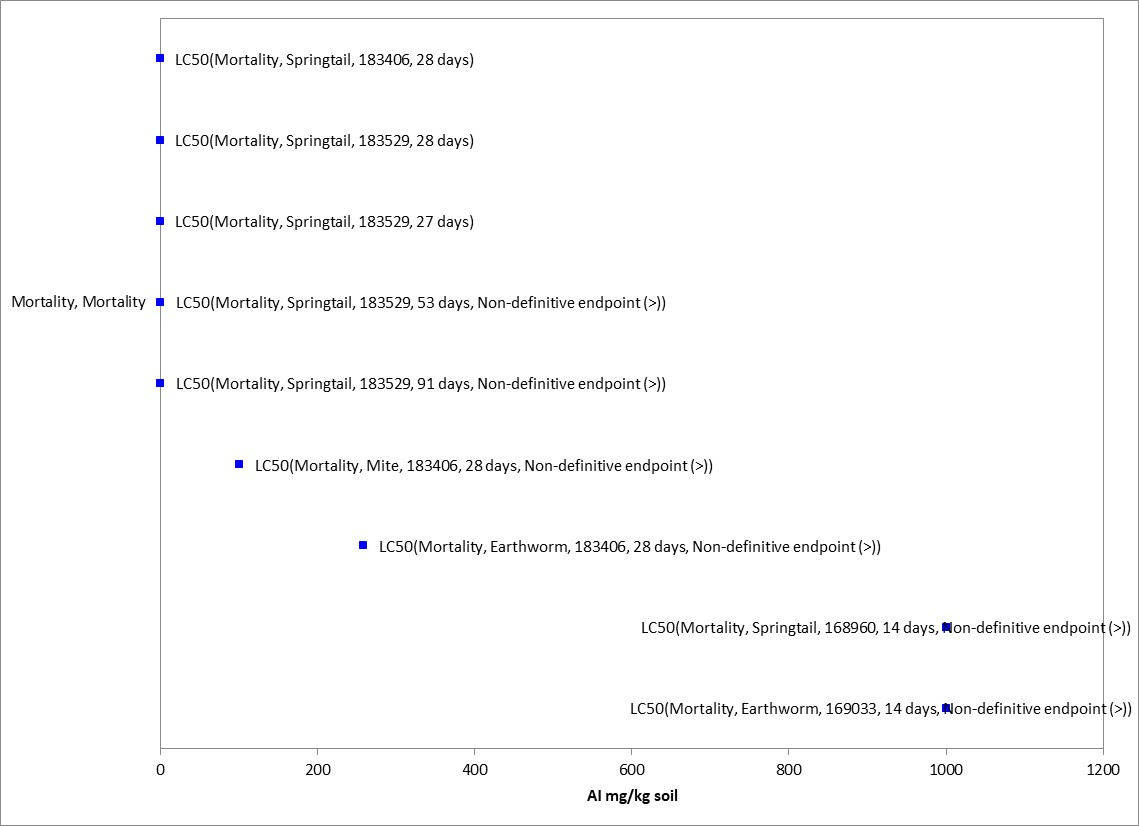 LC50(Mortality, Springtail, 183406, 28 days)
LC50(Mortality, Springtail, 183529, 28 days)
LC50(Mortality, Springtail, 183529, 27 days)
Mortality, Mortality
LC50(Mortality, Springtail, 183529, 53 days, Non-definitive endpoint (>))
LC50(Mortality, Springtail, 183529, 91 days, Non-definitive endpoint (>))
LC50(Mortality, Mite, 183406, 28 days, Non-definitive endpoint (>))
LC50(Mortality, Earthworm, 183406, 28 days, Non-definitive endpoint (>))
LC50(Mortality, Springtail, 168960, 14 days, Non-definitive endpoint (>))
LC50(Mortality, Earthworm, 169033, 14 days, Non-definitive endpoint (>))
0 200 400 600 800 1000 1200
AI mg/kg soil